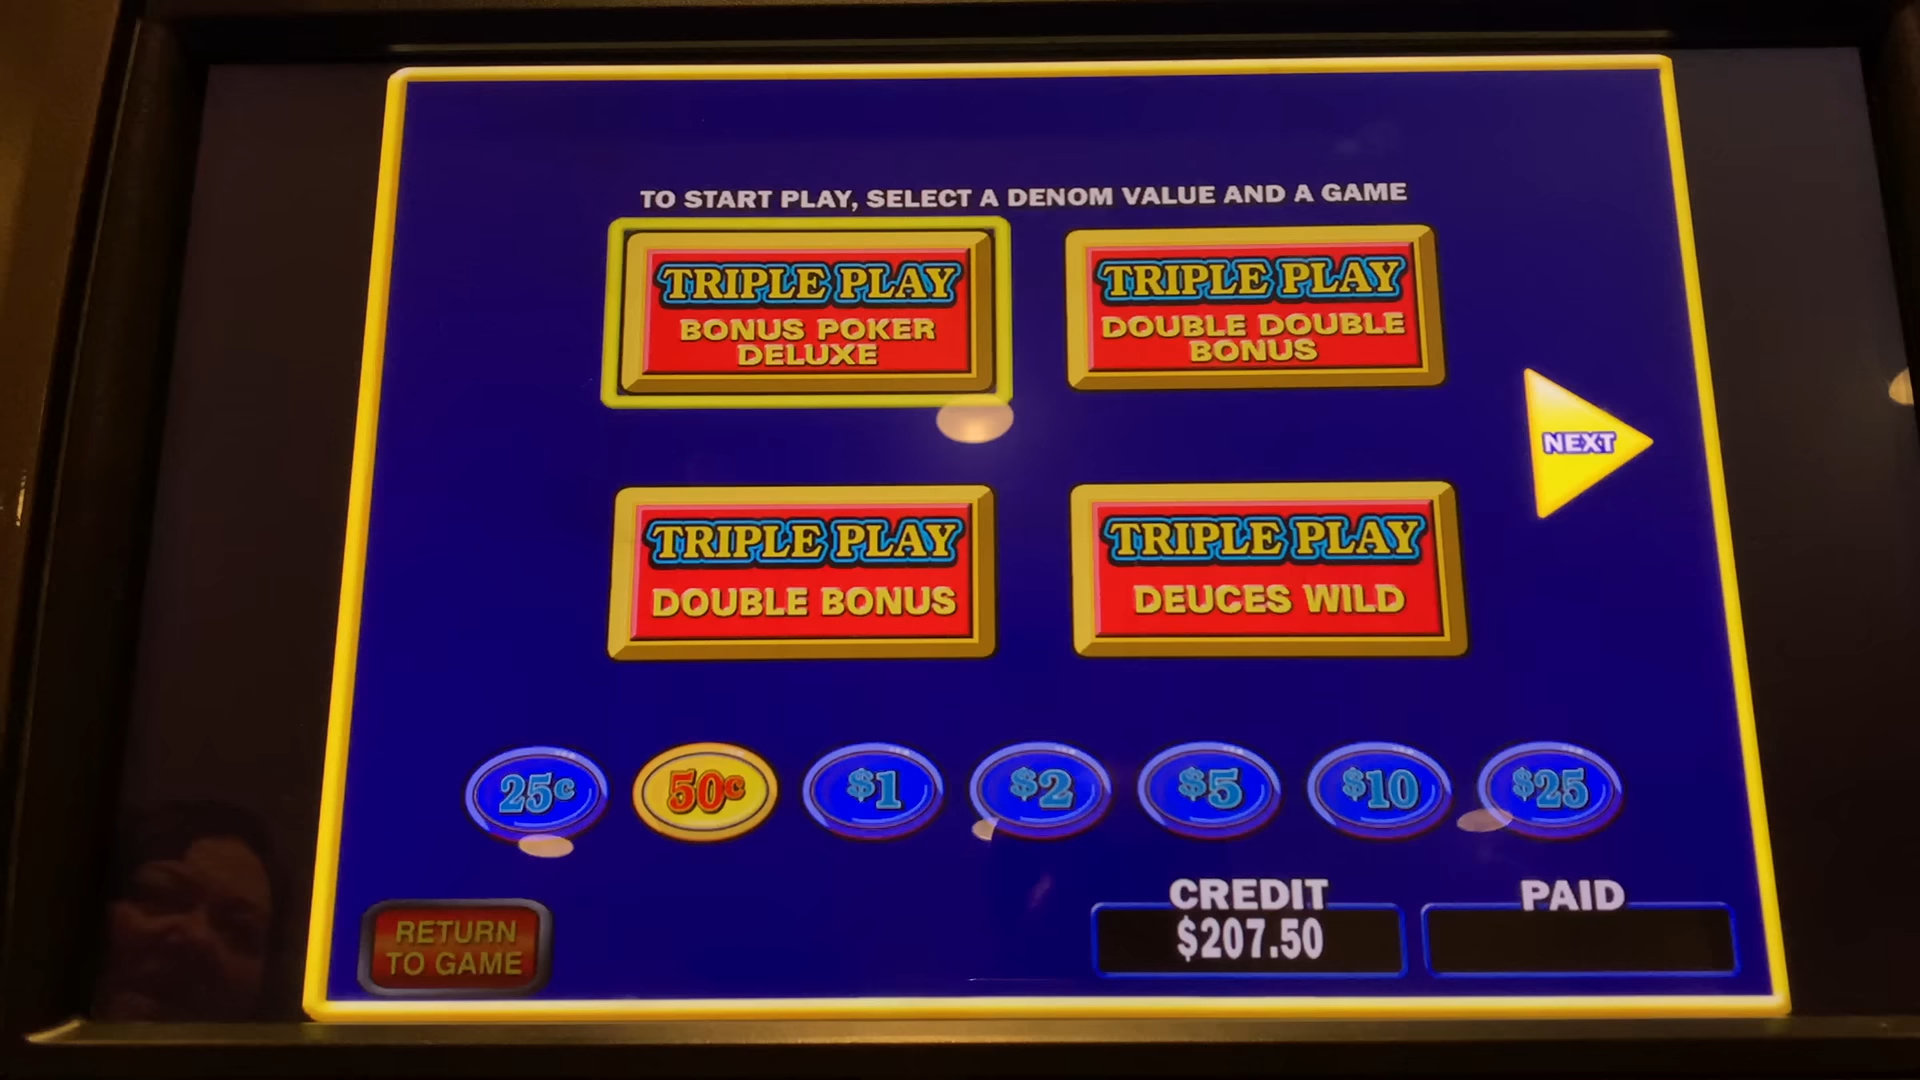 TO START PLAY, SELECT A DENOM VALUE AND A GAME
TRIPLE PLAY
BONUS POKER
DELUXE
TRIPLE PLAY
DOUBLE DOUBLE
BONUS
NEXT
TRIPLE PLAY
DOUBLE BONUS
TRIPLE PLAY
DEUCES WILD
25¢ 50¢ $1 $2 $5 $10 $25
RETURN
TO GAME
CREDIT
$207.50
PAID